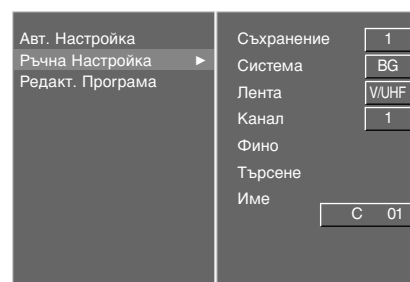 Авт. Настройка
Ръчна Настройка ►
Редакт. Програма
Съхранение 1
Система BG
Лента V/UHF
Канал 1
Фино
Търсене
Име
C 01